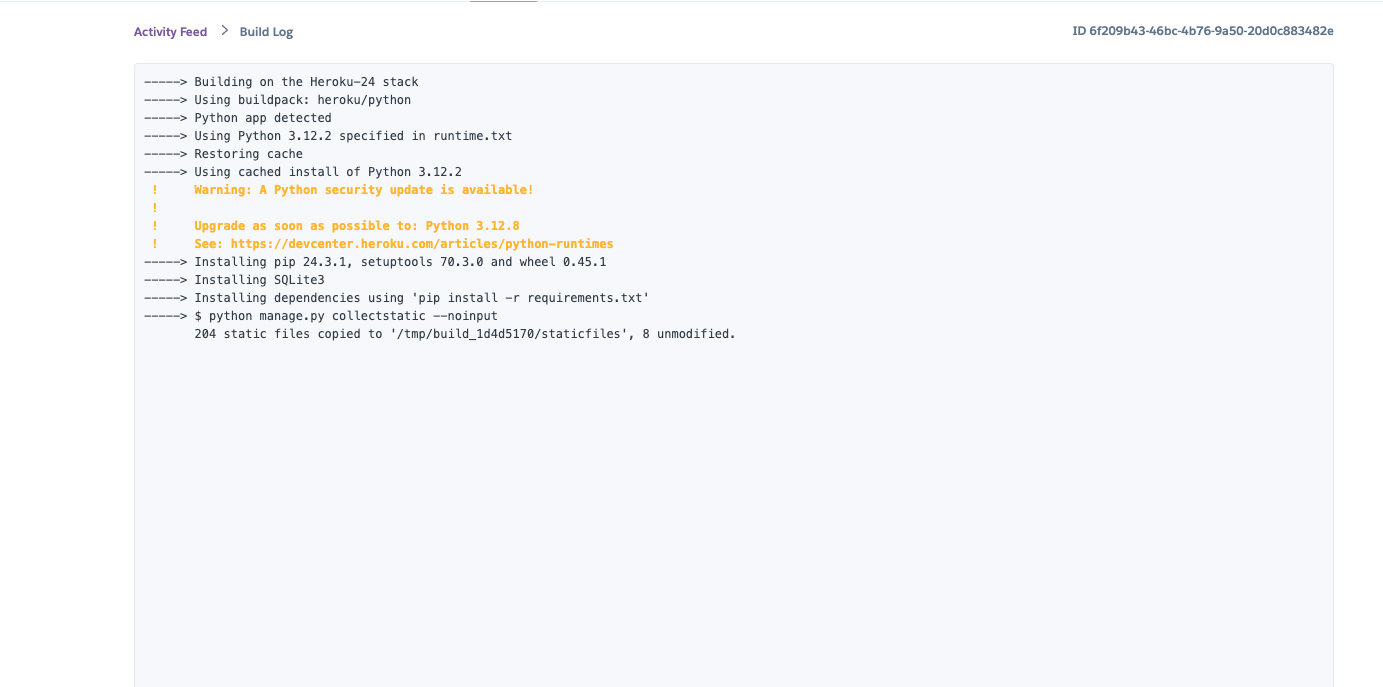 Activity Feed > Build Log
ID 6f209b43-46bc-4b76-9a50-20d0c883482e
-----> Building on the Heroku-24 stack
-----> Using buildpack: heroku/python
-----> Python app detected
-----> Using Python 3.12.2 specified in runtime.txt
-----> Restoring cache
-----> Using cached install of Python 3.12.2
 !     Warning: A Python security update is available!
 !
 !     Upgrade as soon as possible to: Python 3.12.8
 !     See: https://devcenter.heroku.com/articles/python-runtimes
-----> Installing pip 24.3.1, setuptools 70.3.0 and wheel 0.45.1
-----> Installing SQLite3
-----> Installing dependencies using 'pip install -r requirements.txt'
-----> $ python manage.py collectstatic --noinput
       204 static files copied to '/tmp/build_1d4d5170/staticfiles', 8 unmodified.